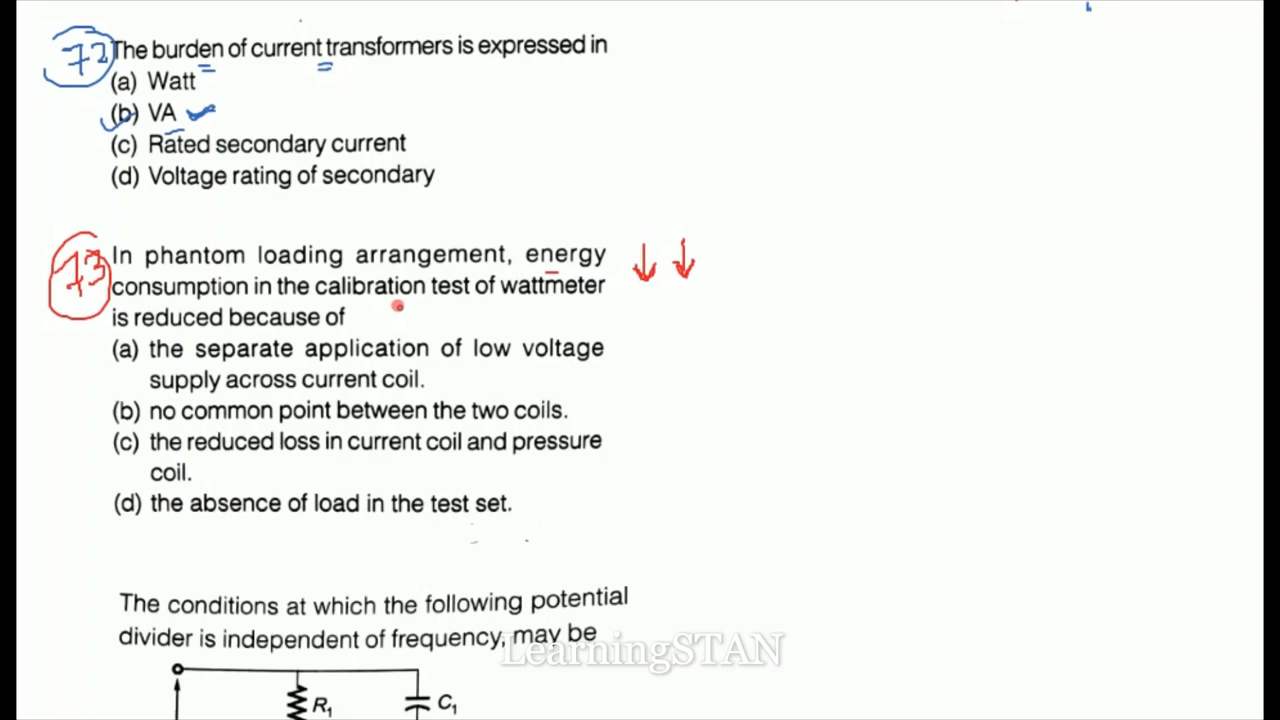 72
The burden of current transformers is expressed in
(a) Watt
(b) VA
(c) Rated secondary current
(d) Voltage rating of secondary
73
In phantom loading arrangement, energy
consumption in the calibration test of wattmeter
is reduced because of
(a) the separate application of low voltage
supply across current coil.
(b) no common point between the two coils.
(c) the reduced loss in current coil and pressure
coil.
(d) the absence of load in the test set.
The conditions at which the following potential
divider is independent of frequency, may be
LearningSTAN
R₁
C₁